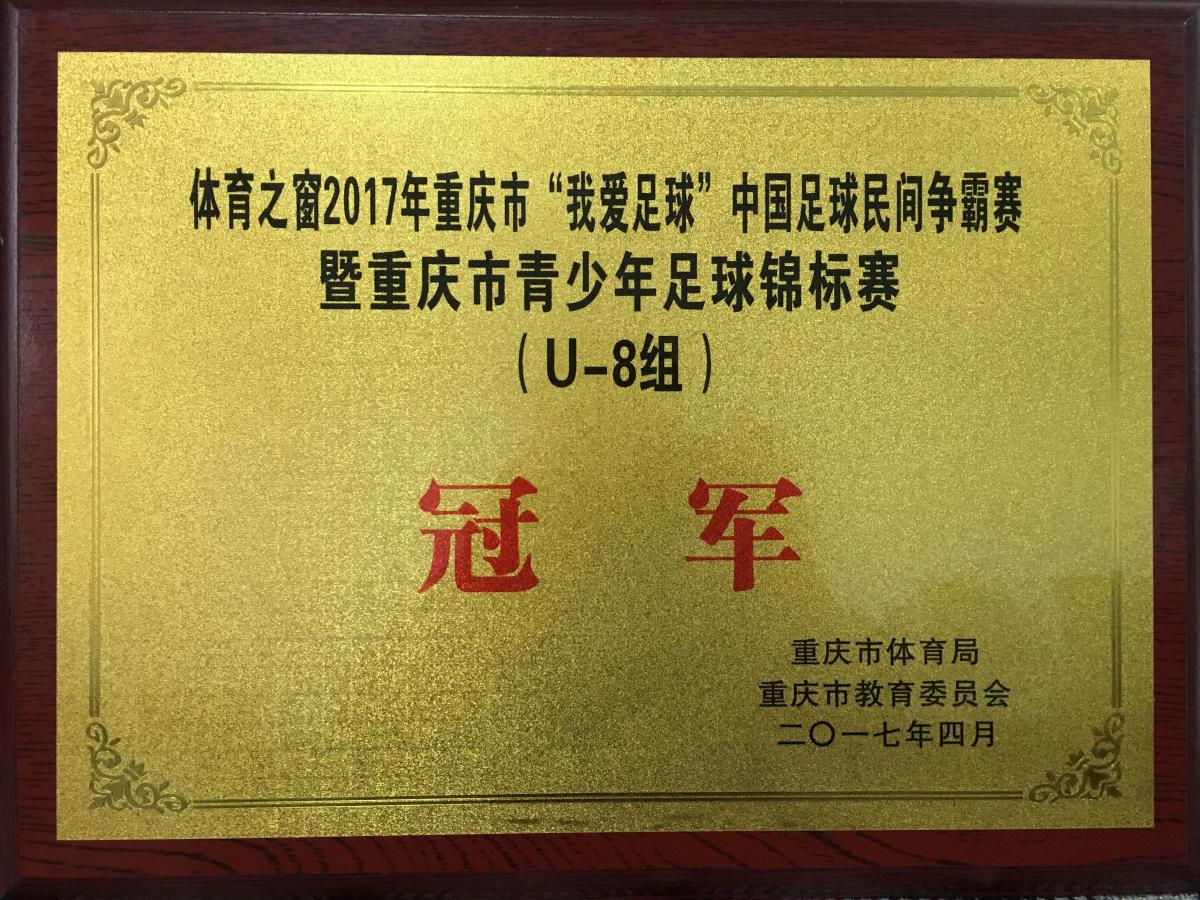 体育之窗2017年重庆市“我爱足球”中国足球民间争霸赛
暨重庆市青少年足球锦标赛
（U-8组）
冠 军
重庆市体育局
重庆市教育委员会
二〇一七年四月